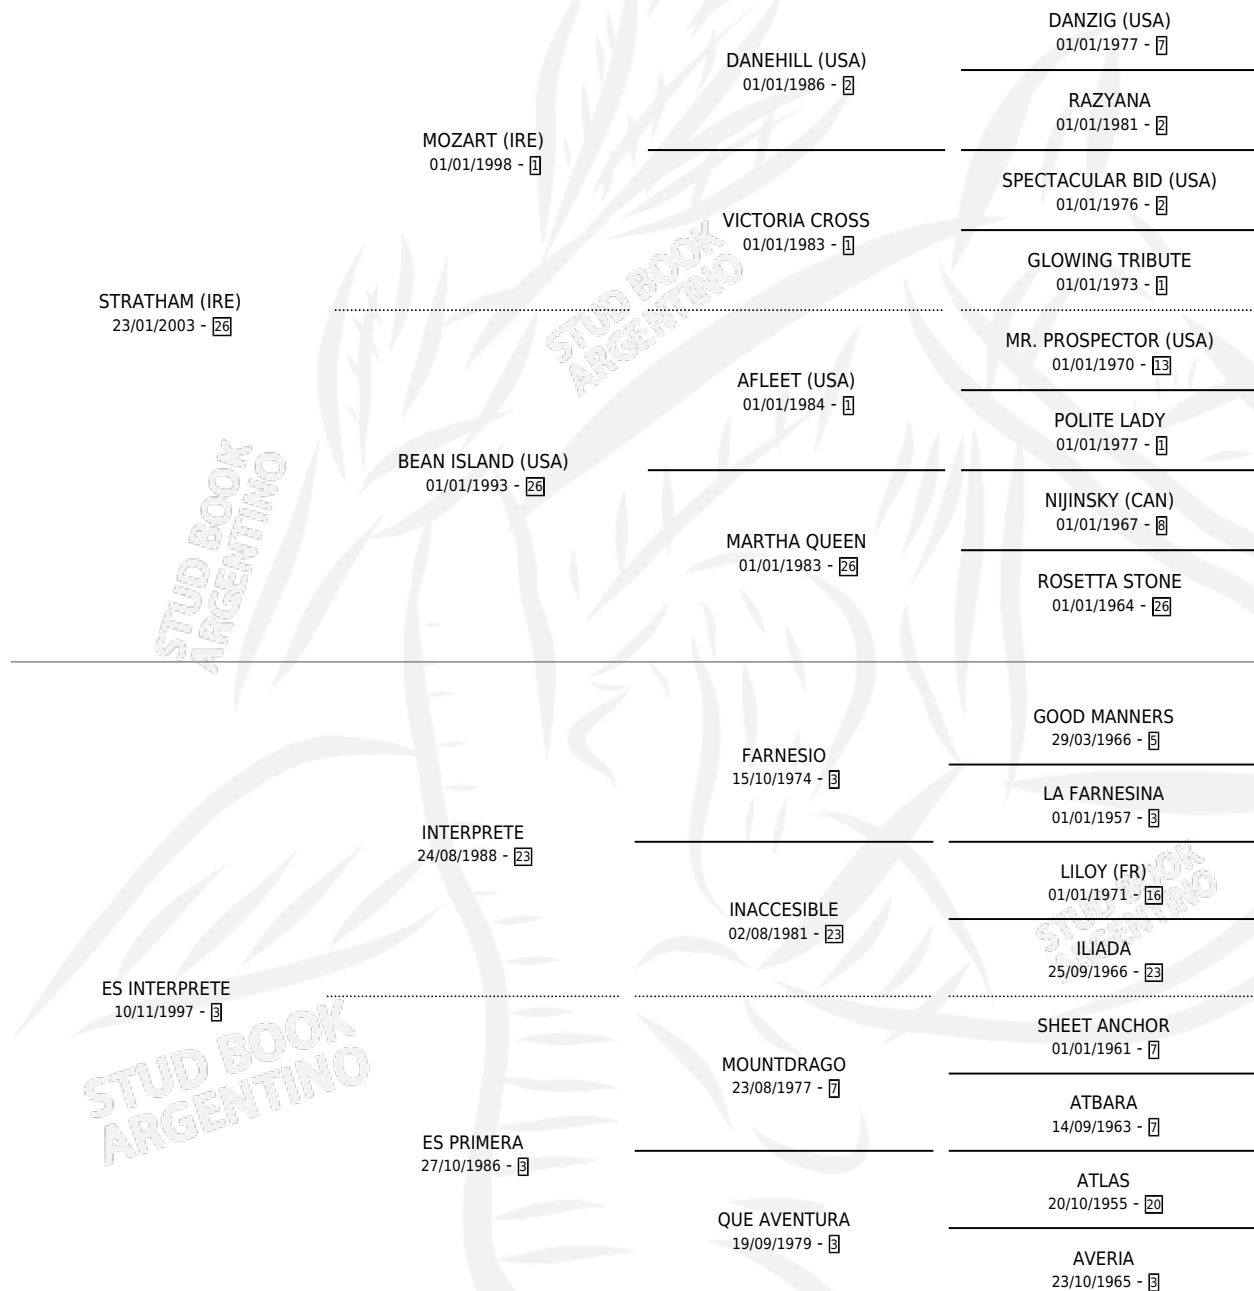 DANZIG (USA)
01/01/1977 - 7
DANEHILL (USA)
01/01/1986 - 2
RAZYANA
01/01/1981 - 2
MOZART (IRE)
01/01/1998 - 1
SPECTACULAR BID (USA)
01/01/1976 - 2
VICTORIA CROSS
01/01/1983 - 1
GLOWING TRIBUTE
01/01/1973 - 1
STRATHAM (IRE)
23/01/2003 - 26
STUD BOOK
ARGENTINO
MR. PROSPECTOR (USA)
01/01/1970 - 13
AFLEET (USA)
01/01/1984 - 1
POLITE LADY
01/01/1977 - 1
BEAN ISLAND (USA)
01/01/1993 - 26
NIJINSKY (CAN)
01/01/1967 - 8
MARTHA QUEEN
01/01/1983 - 26
ROSETTA STONE
01/01/1964 - 26
STUD BOOK
ARGENTINO
GOOD MANNERS
29/03/1966 - 5
FARNESIO
15/10/1974 - 3
LA FARNESINA
01/01/1957 - 3
INTERPRETE
24/08/1988 - 23
LILOY (FR)
01/01/1971 - 16
INACCESIBLE
02/08/1981 - 23
ILIADA
25/09/1966 - 23
STUD BOOK
ARGENTINO
ES INTERPRETE
10/11/1997 - 3
SHEET ANCHOR
01/01/1961 - 7
MOUNTDRAGO
23/08/1977 - 7
ATBARA
14/09/1963 - 7
STUD BOOK
ARGENTINO
ES PRIMERA
27/10/1986 - 3
ATLAS
20/10/1955 - 20
QUE AVENTURA
19/09/1979 - 3
AVERIA
23/10/1965 - 3